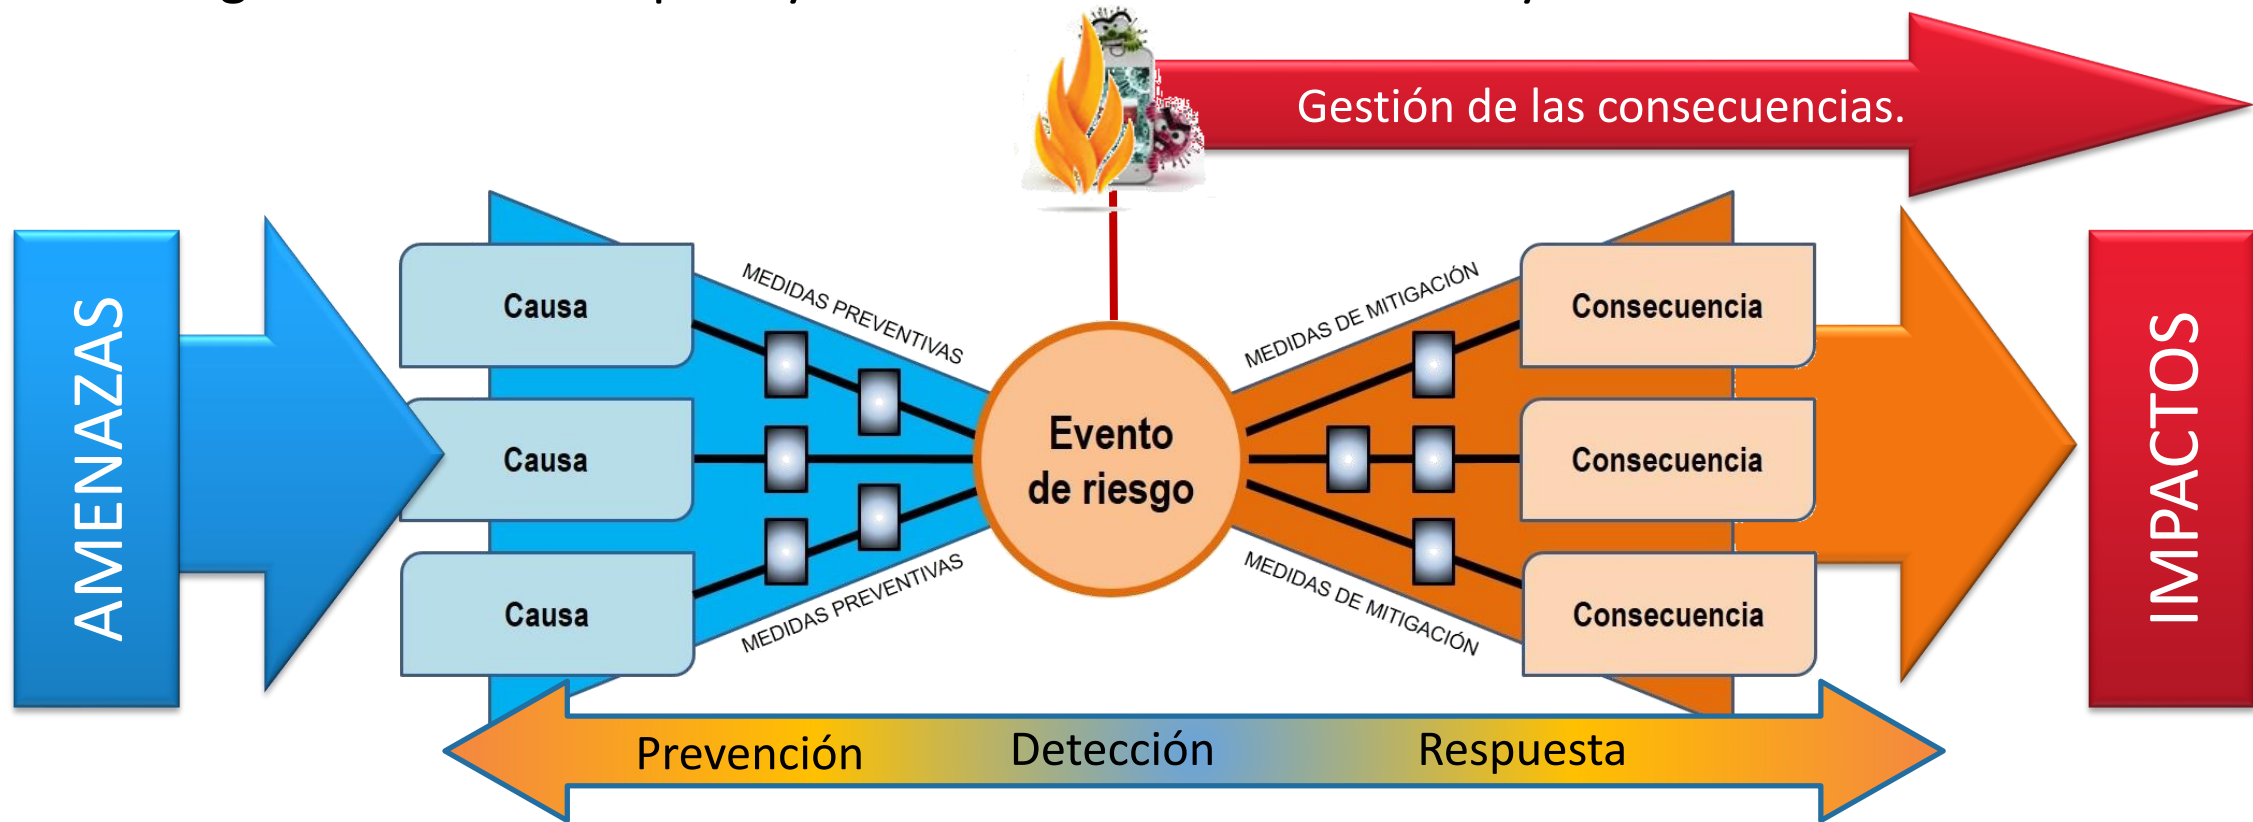 Gestión de las consecuencias.
AMENAZAS
Causa
Causa
Causa
MEDIDAS PREVENTIVAS
MEDIDAS PREVENTIVAS
Evento
de riesgo
MEDIDAS DE MITIGACIÓN
MEDIDAS DE MITIGACIÓN
Consecuencia
Consecuencia
Consecuencia
IMPACTOS
Prevención
Detección
Respuesta